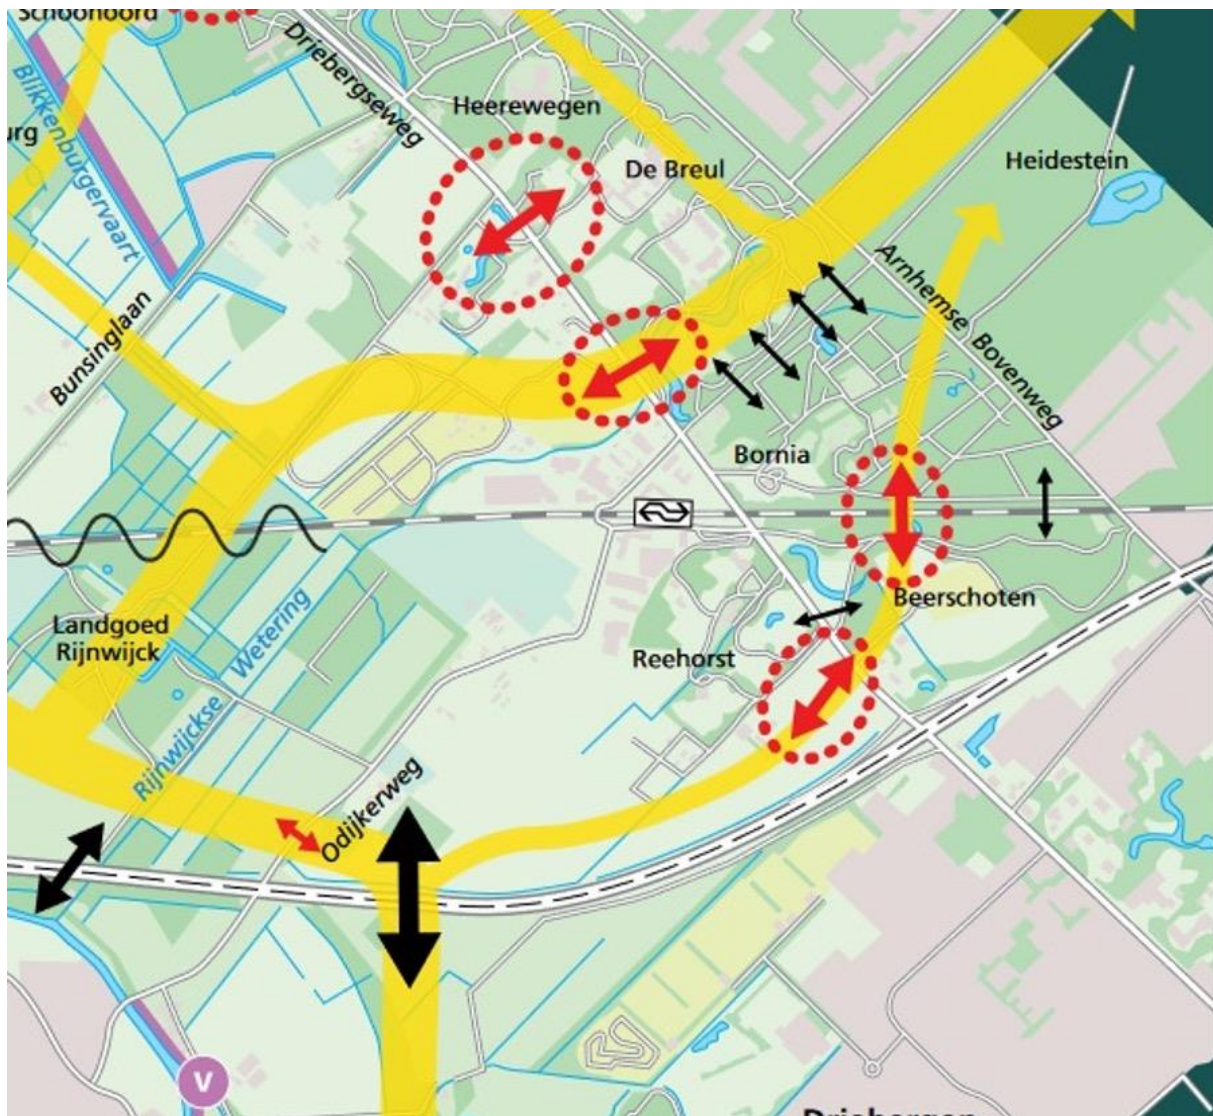 Schoonoord
Driebergseweg
Blikkenburgervaart
urg
Heerewegen
De Breul
Heidestein
Arnhemse Bovenweg
Bunsinglaan
Bornia
Landgoed
Rijnwijck
Rijnwijckse Wetering
Beerschoten
Reehorst
Odijkerweg
V
Driebergen